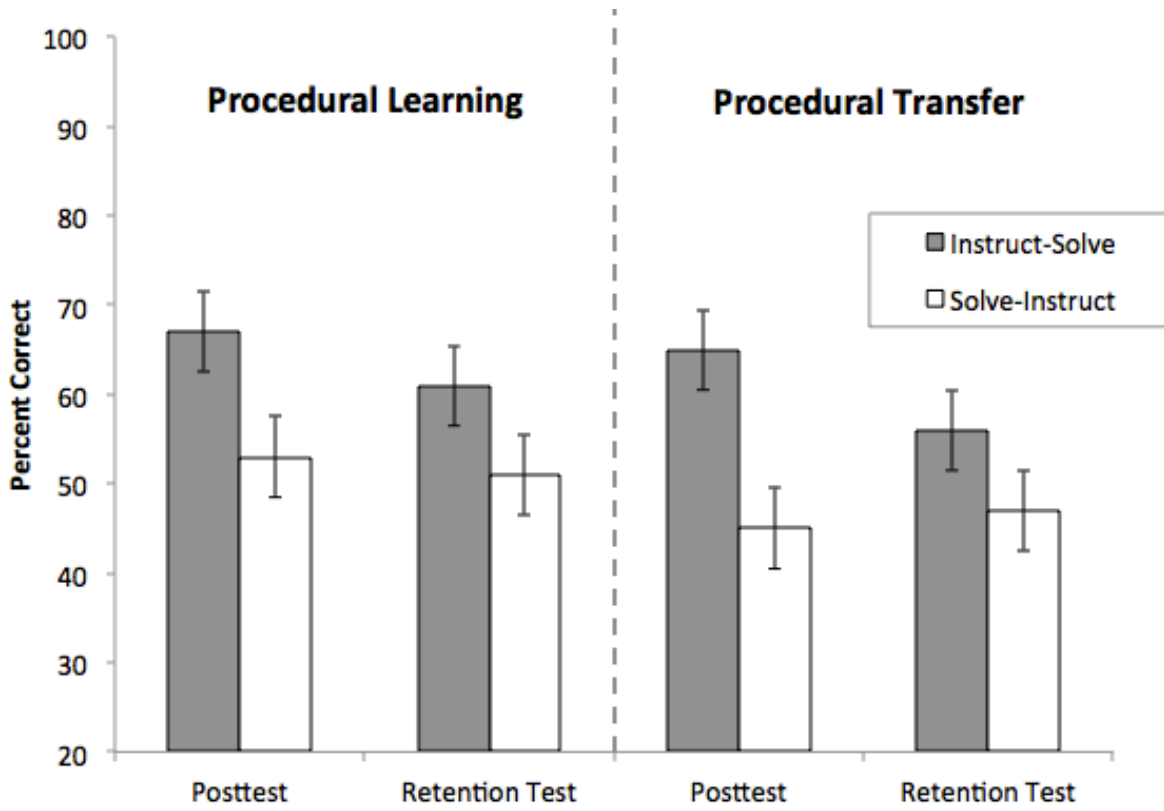 Procedural Learning
Procedural Transfer
Percent Correct
100
90
80
70
60
50
40
30
20
Instruct-Solve
Solve-Instruct
Posttest
Retention Test
Posttest
Retention Test